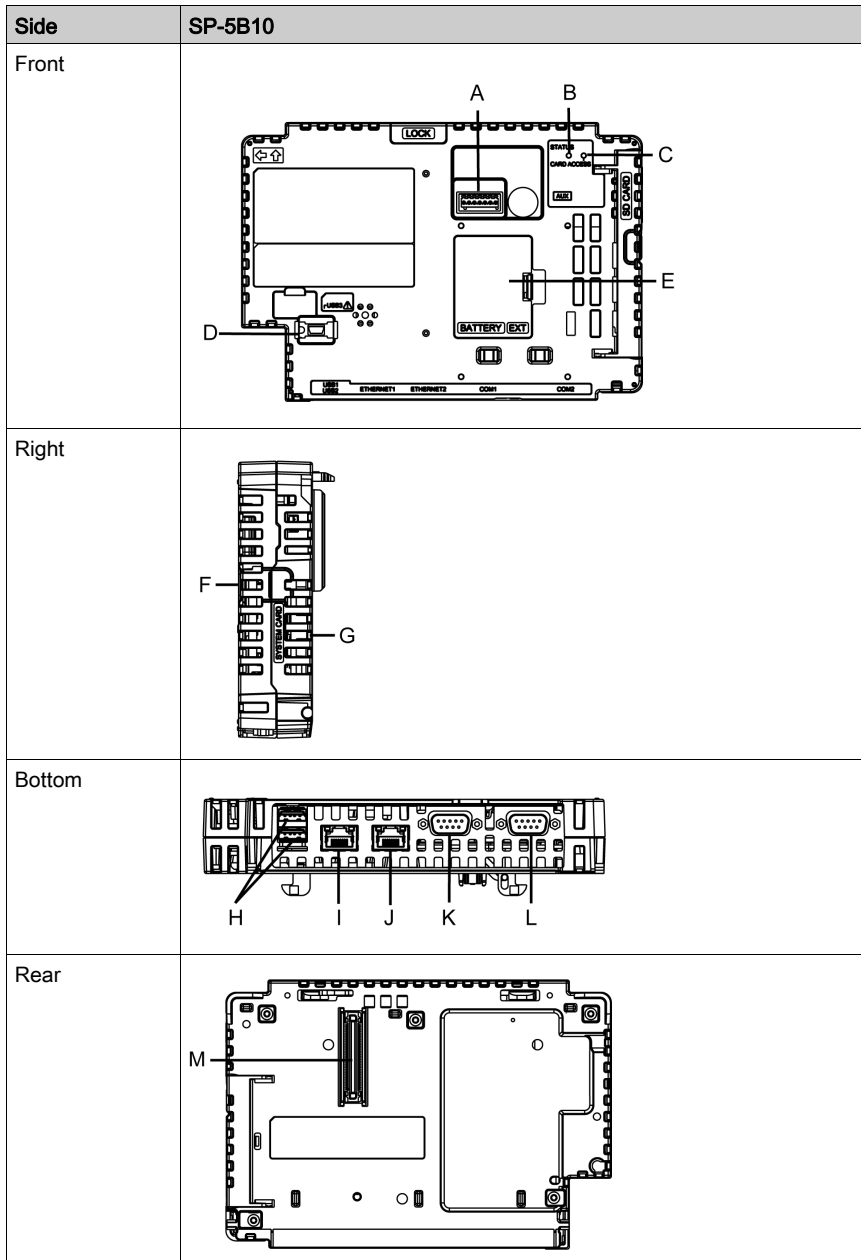 Side SP-5B10
Front
A B
LOCK
STATUS
C
CARD ACCESS
AUX
SD CARD
E
USB3
D
BATTERY EXT
USB1
USB2 ETHERNET1 ETHERNET2 COM1 COM2
Right
F
SYSTEM CARD
G
Bottom
H I J K L
Rear
M